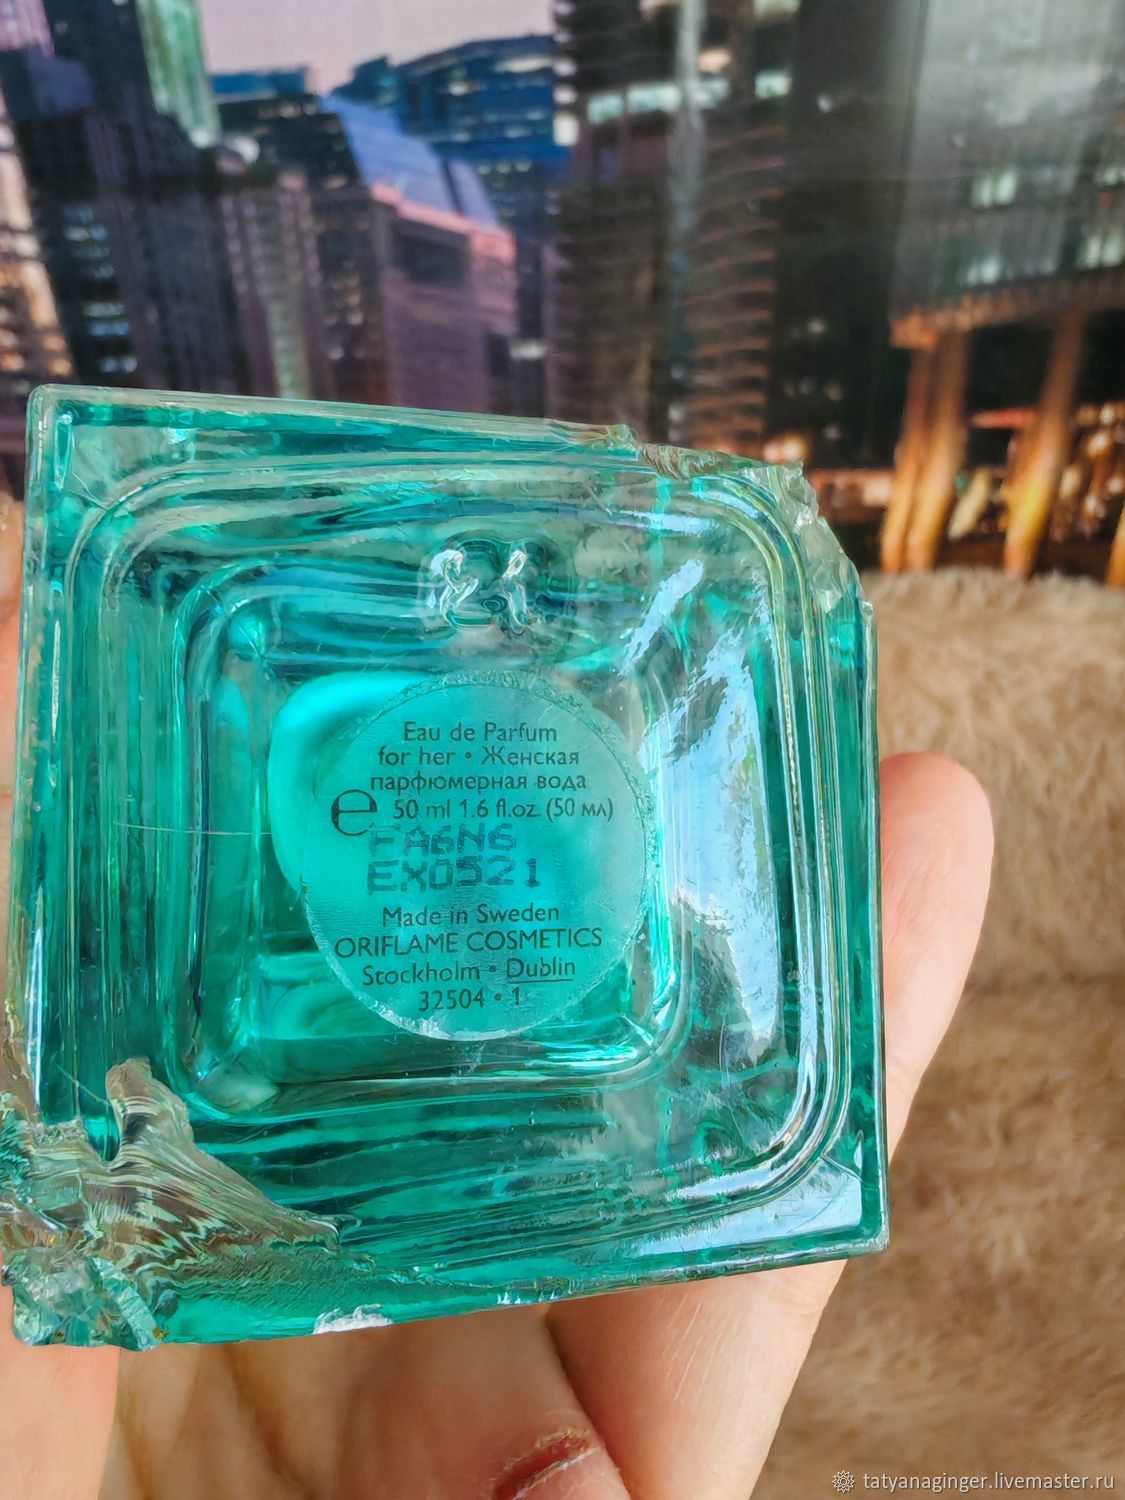 Eau de Parfum
for her • Женская
парфюмерная вода
e 50 ml 1.6 fl.oz (50 мл)
FA6N6
EX0521
Made in Sweden
ORIFLAME COSMETICS
Stockholm • Dublin
32504 • 1
tatyanaginger.livemaster.ru